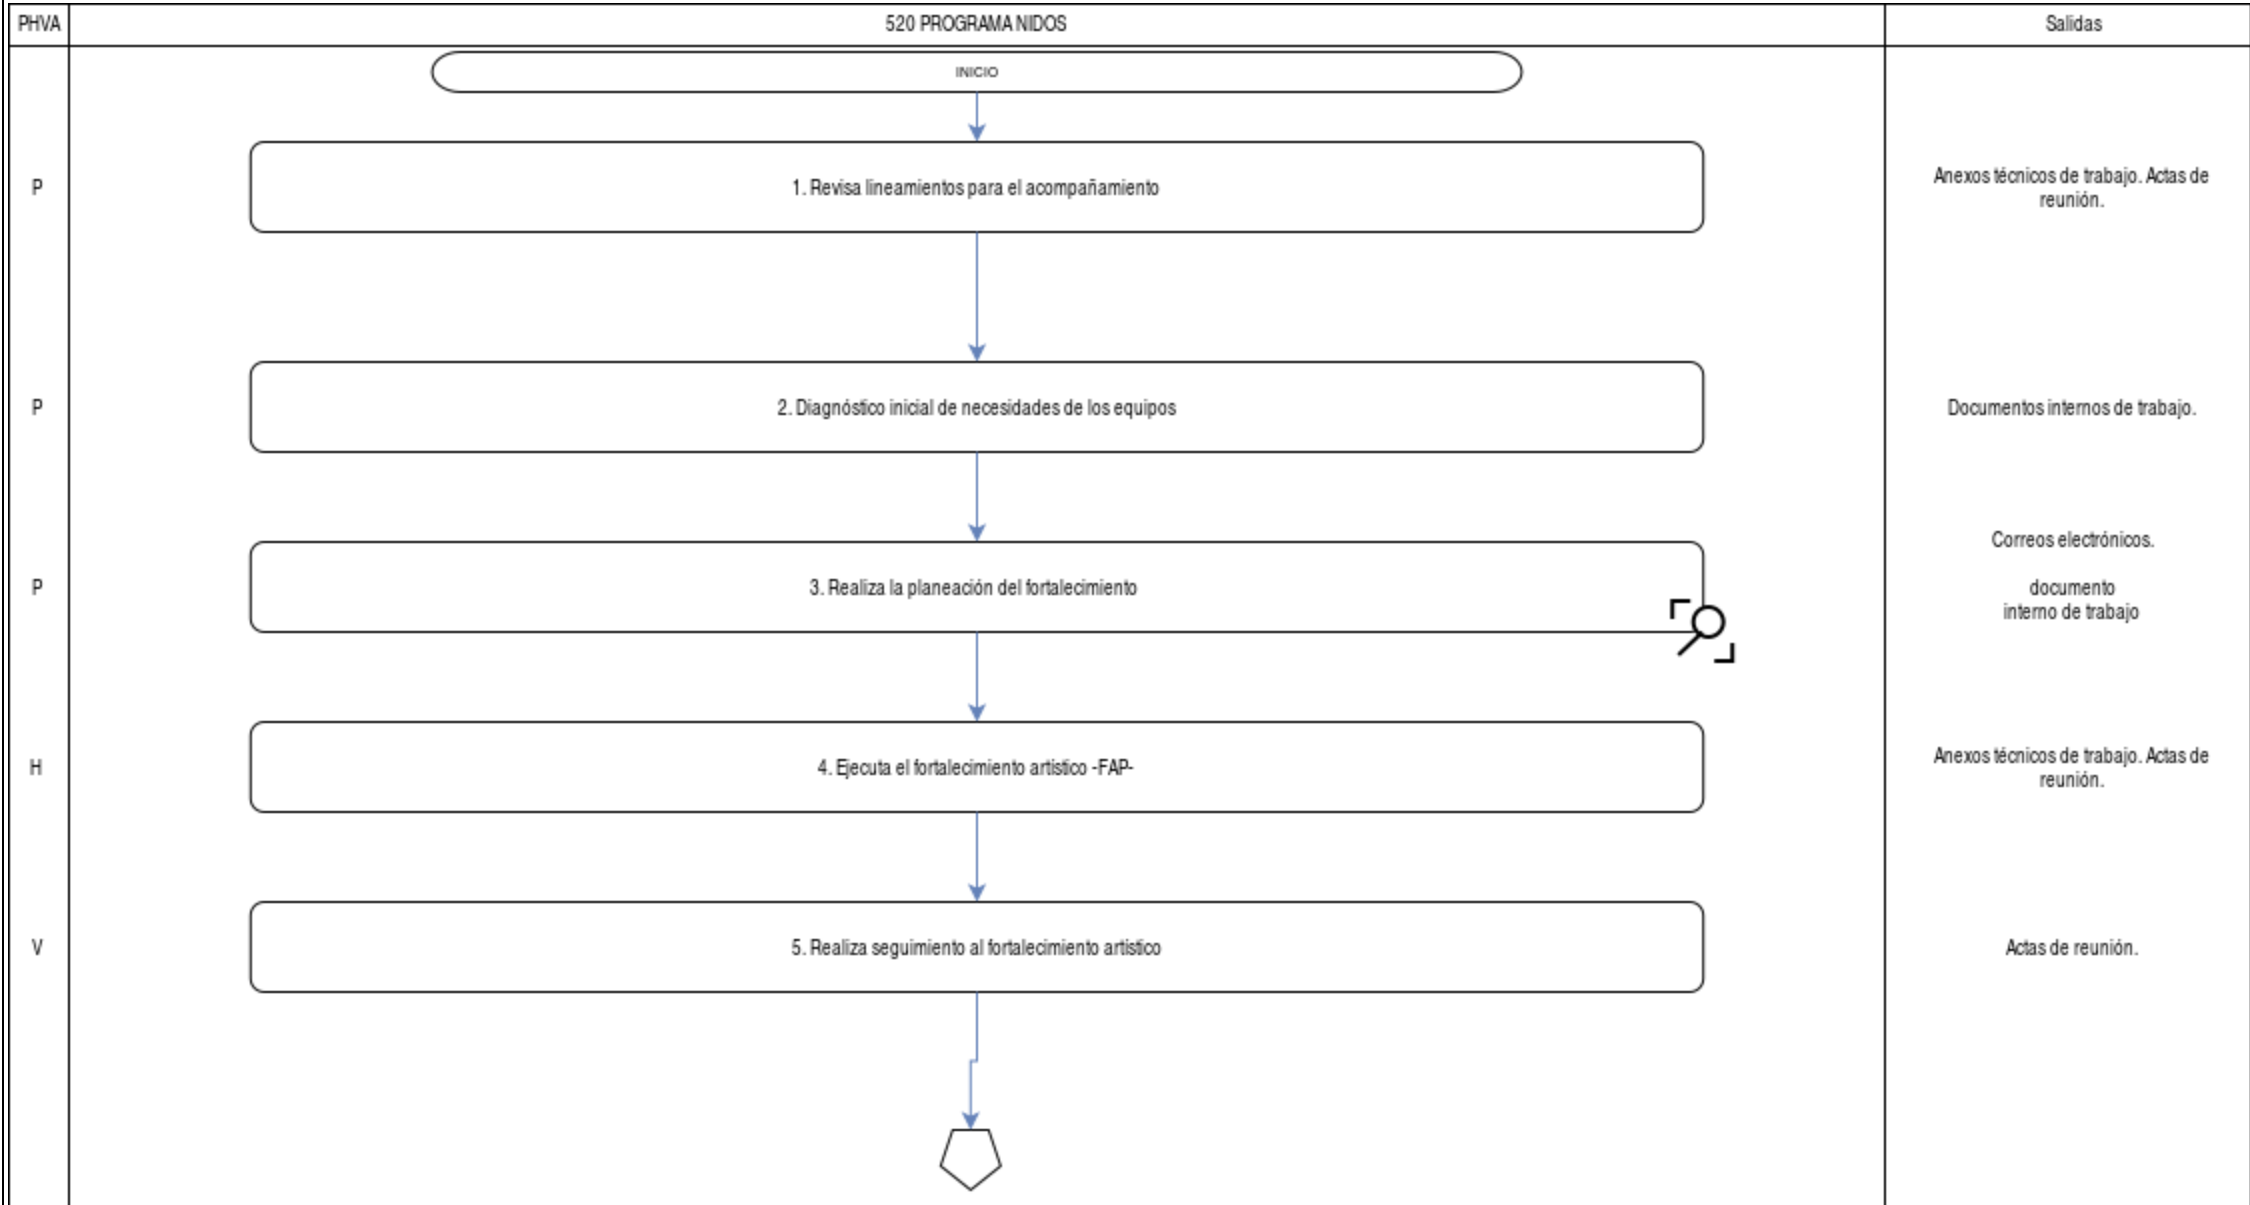 PHVA
520 PROGRAMA NIDOS
Salidas
INICIO
P
1. Revisa lineamientos para el acompañamiento
Anexos técnicos de trabajo. Actas de
reunión.
P
2. Diagnóstico inicial de necesidades de los equipos
Documentos internos de trabajo.
P
3. Realiza la planeación del fortalecimiento
Correos electrónicos.
documento
interno de trabajo
H
4. Ejecuta el fortalecimiento artístico -FAP-
Anexos técnicos de trabajo. Actas de
reunión.
V
5. Realiza seguimiento al fortalecimiento artístico
Actas de reunión.